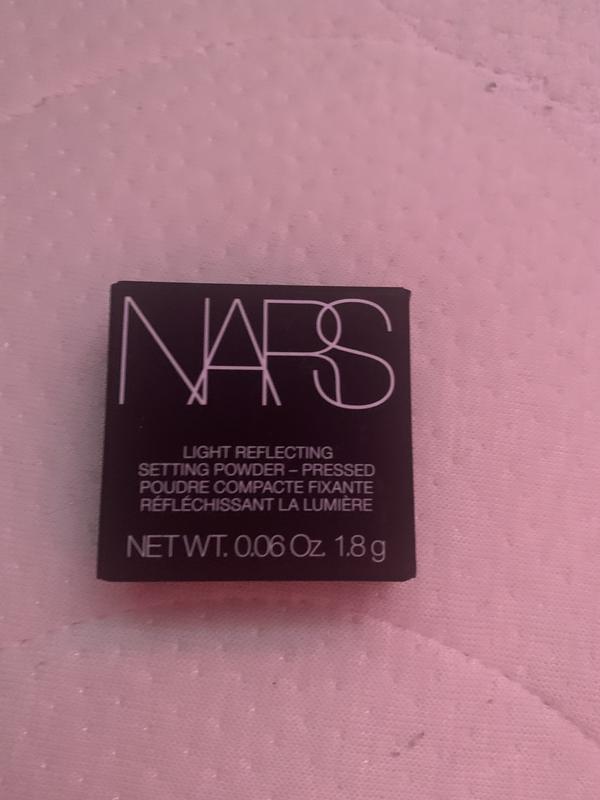 NARS
LIGHT REFLECTING
SETTING POWDER – PRESSED
POUDRE COMPACTE FIXANTE
RÉFLÉCHISSANT LA LUMIÈRE
NET WT. 0.06 Oz. 1.8 g